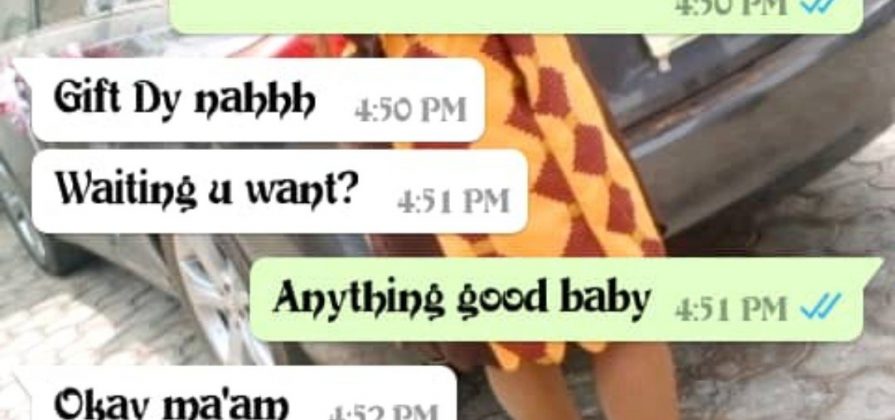 4:50 PM
Gift Dy nahhh 4:50 PM
Waiting u want? 4:51 PM
Anything good baby 4:51 PM
Okay ma'am 4:52 PM